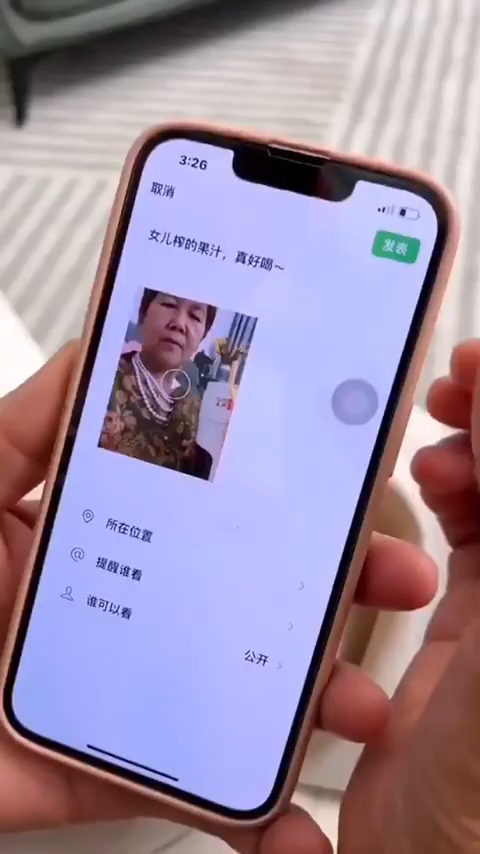 3:26
取消
发表
女儿榨的果汁，真好喝～
所在位置
@ 提醒谁看
谁可以看
公开